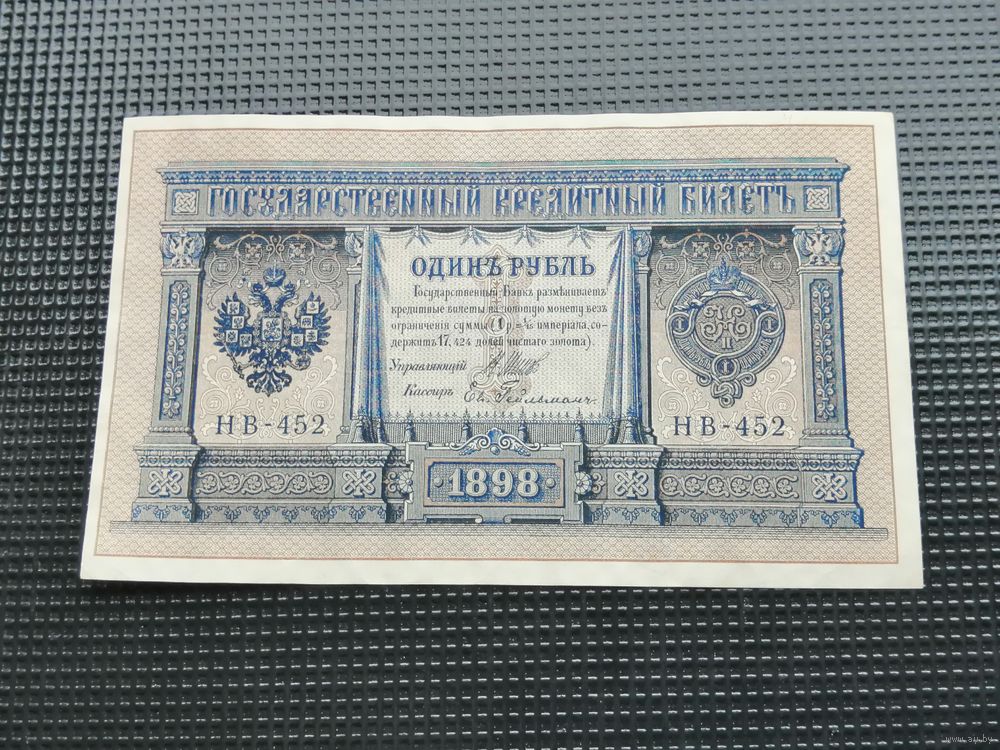 ГОСУДАРСТВЕННЫЙ КРЕДИТНЫЙ БИЛЕТЪ
ОДИНЪ РУБЛЬ
Государственный Банкъ размѣниваетъ
кредитные билеты на золотую монету безъ
ограниченія суммы (1 р.=1/15 имперіала, со-
держитъ 17,424 долей чистаго золота).
Управляющій
Кассиръ
НВ-452
НВ-452
1898